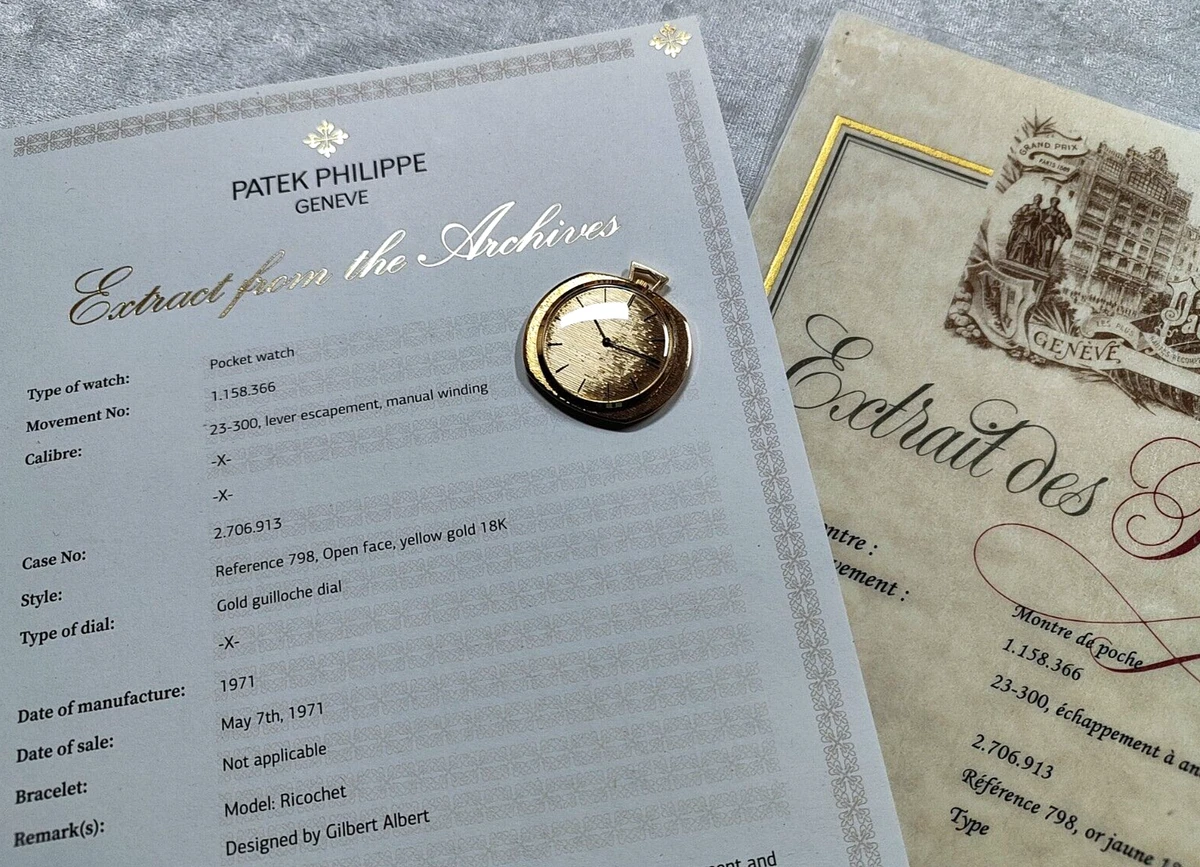 PATEK PHILIPPE
GENEVE
Extract from the Archives
Type of watch: Pocket watch
Movement No: 1.158.366
Calibre: 23-300, lever escapement, manual winding
-X-
-X-
Case No: 2.706.913
Style: Reference 798, Open face, yellow gold 18K
Type of dial: Gold guilloche dial
-X-
Date of manufacture: 1971
Date of sale: May 7th, 1971
Bracelet: Not applicable
Remark(s): Model: Ricochet
Designed by Gilbert Albert
and
GRAND PRIX
GENÈVE
Extrait des
Montre de poche
1.158.366
23-300, échappement à
2.706.913
Référence 798, or jaune
Type